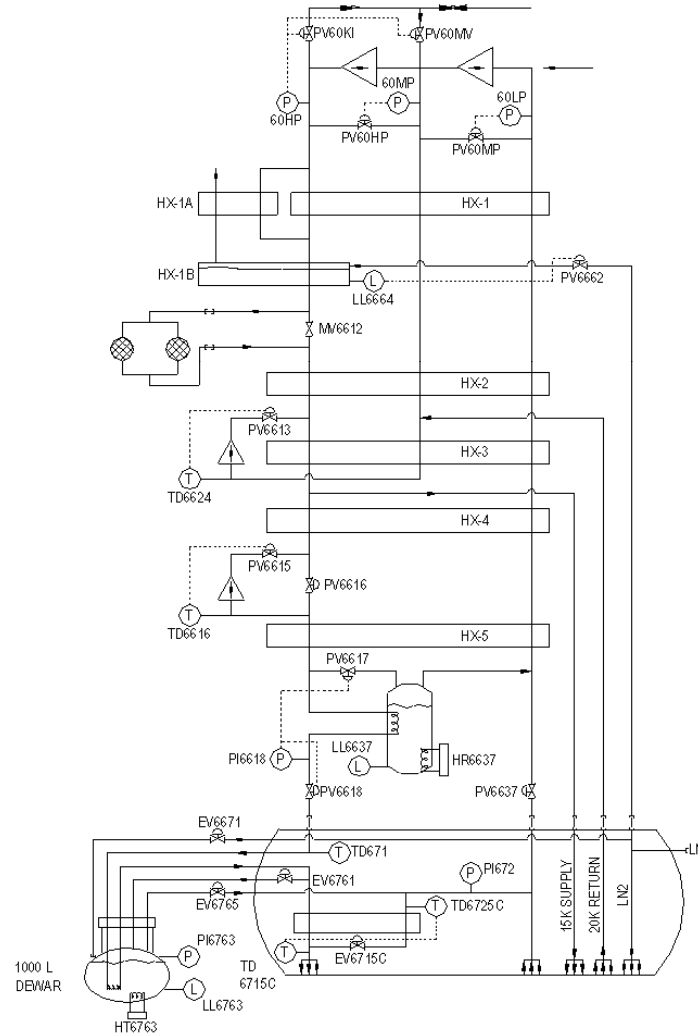 PV60KI
PV60MV
60MP
60LP
P
P
P
60HP
PV60HP
PV60MP
HX-1A
HX-1
HX-1B
L
LL6664
PV6662
MV6612
HX-2
PV6613
HX-3
T
TD6624
HX-4
PV6615
PV6616
T
TD6616
HX-5
PV6617
PI6618
P
LL6637
L
HR6637
PV6618
PV6637
EV6671
T
TD671
LN
EV6761
P
PI672
EV6765
T
TD6725C
15K SUPPLY
20K RETURN
LN2
PI6763
P
T
EV6715C
1000 L
DEWAR
L
LL6763
TD
6715C
HT6763